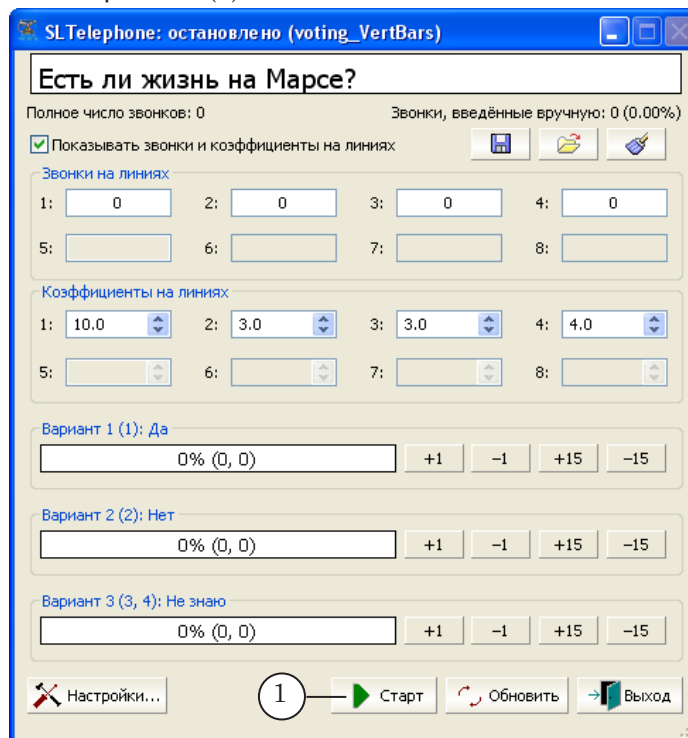 SLTelephone: остановлено (voting_VertBars)
Есть ли жизнь на Марсе?
Полное число звонков: 0 Звонки, введённые вручную: 0 (0.00%)
Показывать звонки и коэффициенты на линиях
Звонки на линиях
1: 0 2: 0 3: 0 4: 0
5: 6: 7: 8:
Коэффициенты на линиях
1: 10.0 2: 3.0 3: 3.0 4: 4.0
5: 6: 7: 8:
Вариант 1 (1): Да
0% (0, 0) +1 −1 +15 −15
Вариант 2 (2): Нет
0% (0, 0) +1 −1 +15 −15
Вариант 3 (3, 4): Не знаю
0% (0, 0) +1 −1 +15 −15
Настройки... 1 Старт Обновить Выход